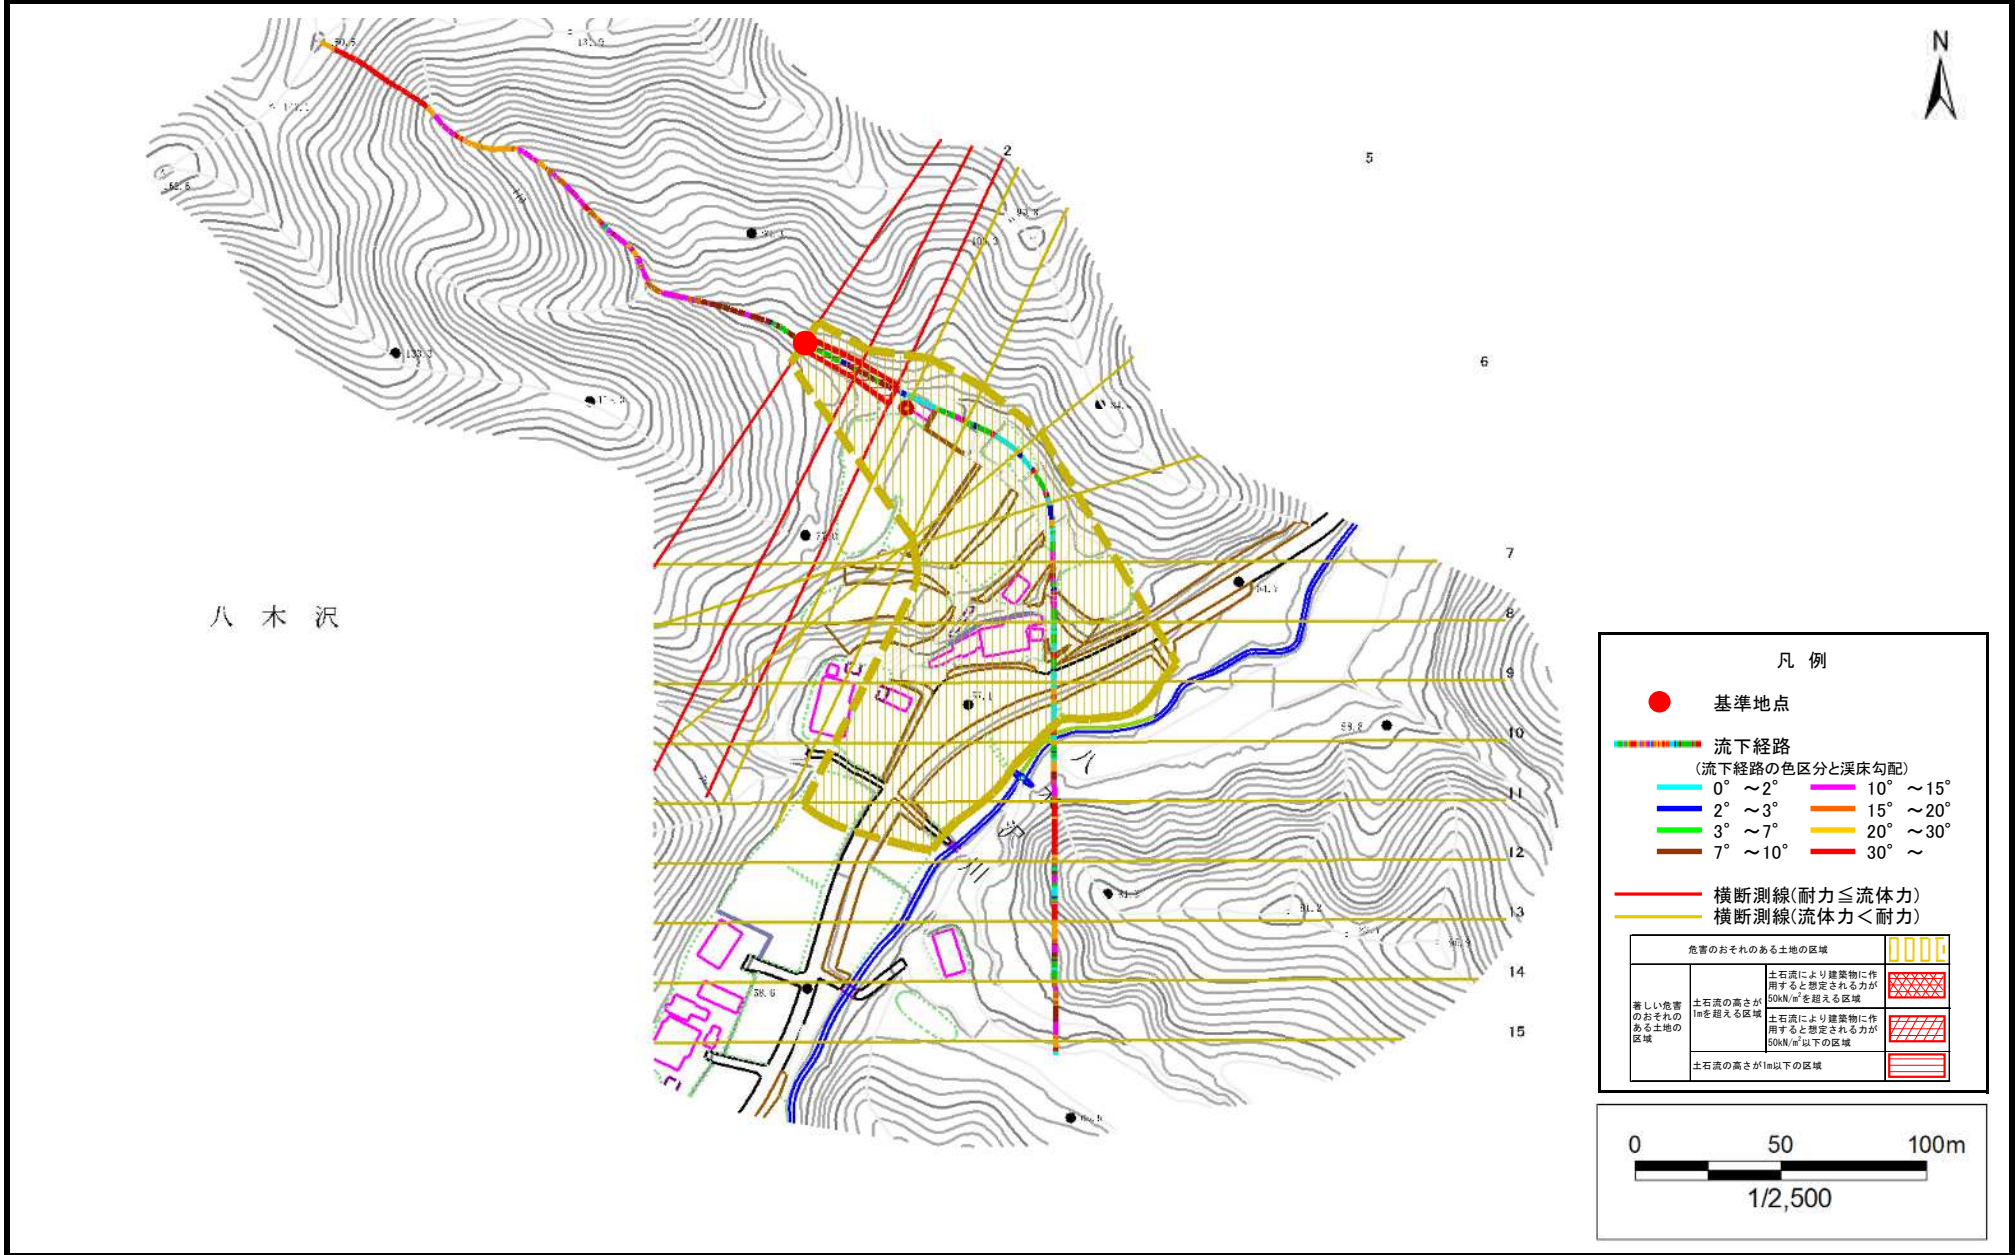 N
2
5
6
7
8
9
10
11
12
13
14
15
八木沢
八木沢川
58.6
凡 例
基準地点
流下経路
(流下経路の色区分と渓床勾配)
0° ～2° 10° ～15°
2° ～3° 15° ～20°
3° ～7° 20° ～30°
7° ～10° 30° ～
横断測線(耐力≦流体力)
横断測線(流体力＜耐力)
危害のおそれのある土地の区域
著しい危害
のおそれの
ある土地の
区域
土石流の高さが
1mを超える区域
土石流により建築物に作
用すると想定される力が
50kN/m²を超える区域
土石流により建築物に作
用すると想定される力が
50kN/m²以下の区域
土石流の高さが1m以下の区域
0 50 100m
1/2,500